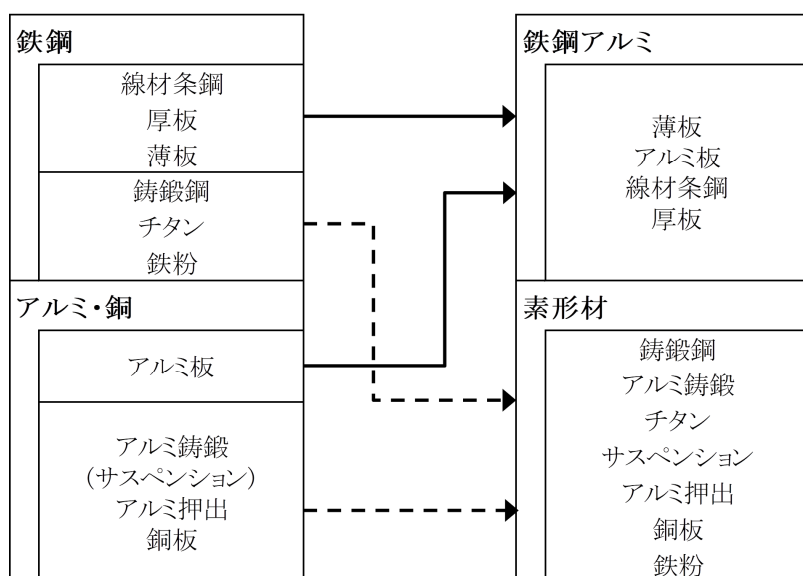 鉄鋼
線材条鋼
厚板
薄板
鋳鍛鋼
チタン
鉄粉
アルミ・銅
アルミ板
アルミ鋳鍛
(サスペンション)
アルミ押出
銅板
鉄鋼アルミ
薄板
アルミ板
線材条鋼
厚板
素形材
鋳鍛鋼
アルミ鋳鍛
チタン
サスペンション
アルミ押出
銅板
鉄粉